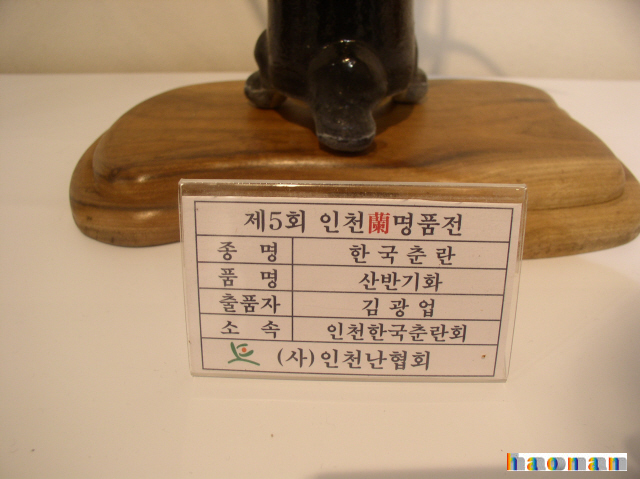 제5회 인천蘭명품전
종 명 한국춘란
품 명 산반기화
출품자 김광업
소 속 인천한국춘란회
(사)인천난협회
haonan